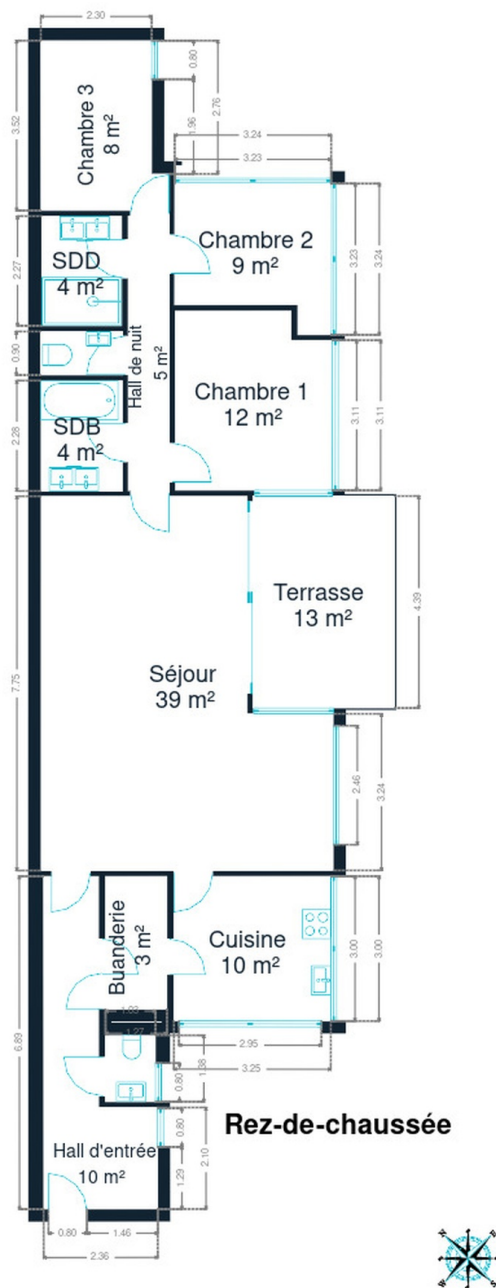 2.30
0.80
3.52
Chambre 3
8 m²
1.96
2.76
3.24
3.23
2.27
SDD
4 m²
Chambre 2
9 m²
3.23
3.24
0.90
Hall de nuit
5 m²
2.28
SDB
4 m²
Chambre 1
12 m²
3.11
3.11
7.75
Terrasse
13 m²
4.39
Séjour
39 m²
2.46
3.24
6.89
Buanderie
3 m²
Cuisine
10 m²
3.00
3.00
1.27
2.95
3.25
0.80
1.38
Rez-de-chaussée
0.80
1.29
2.10
Hall d'entrée
10 m²
0.80
1.46
2.36